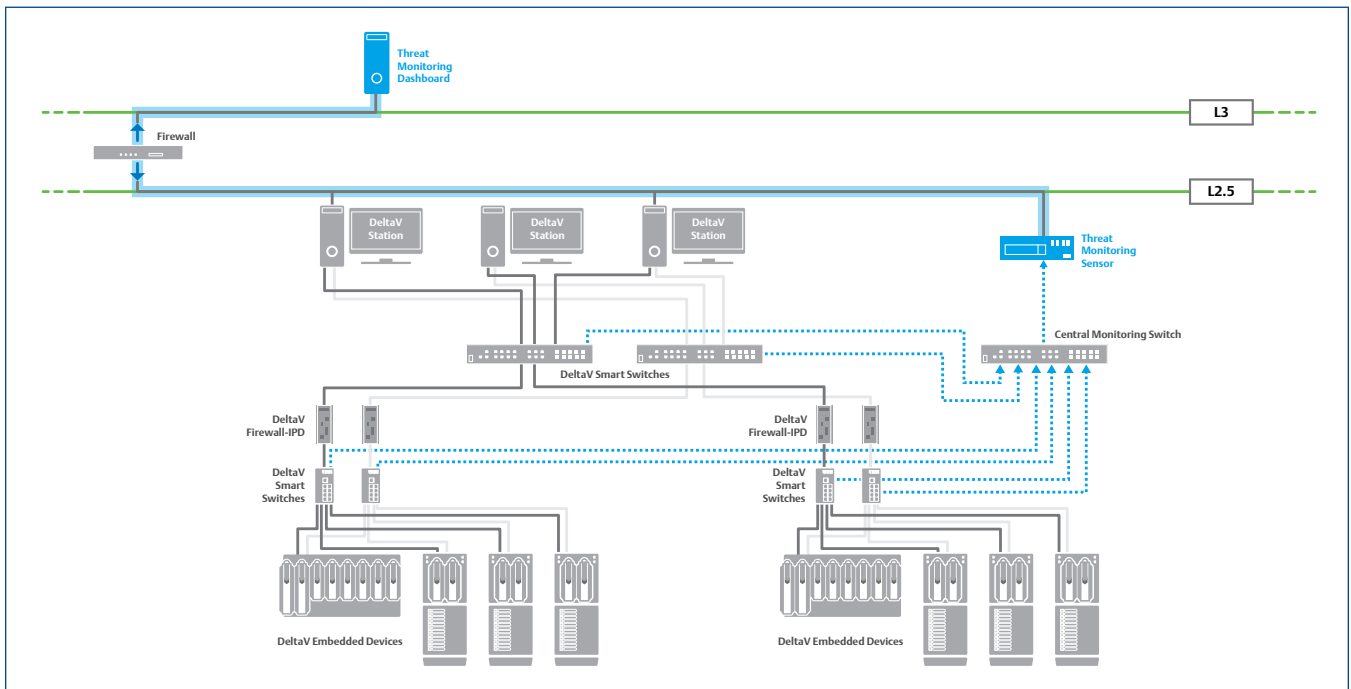 Threat
Monitoring
Dashboard
L3
Firewall
L2.5
DeltaV
Station
DeltaV
Station
DeltaV
Station
Threat
Monitoring
Sensor
Central Monitoring Switch
DeltaV Smart Switches
DeltaV
Firewall-IPD
DeltaV
Firewall-IPD
DeltaV
Smart
Switches
DeltaV
Smart
Switches
DeltaV Embedded Devices
DeltaV Embedded Devices